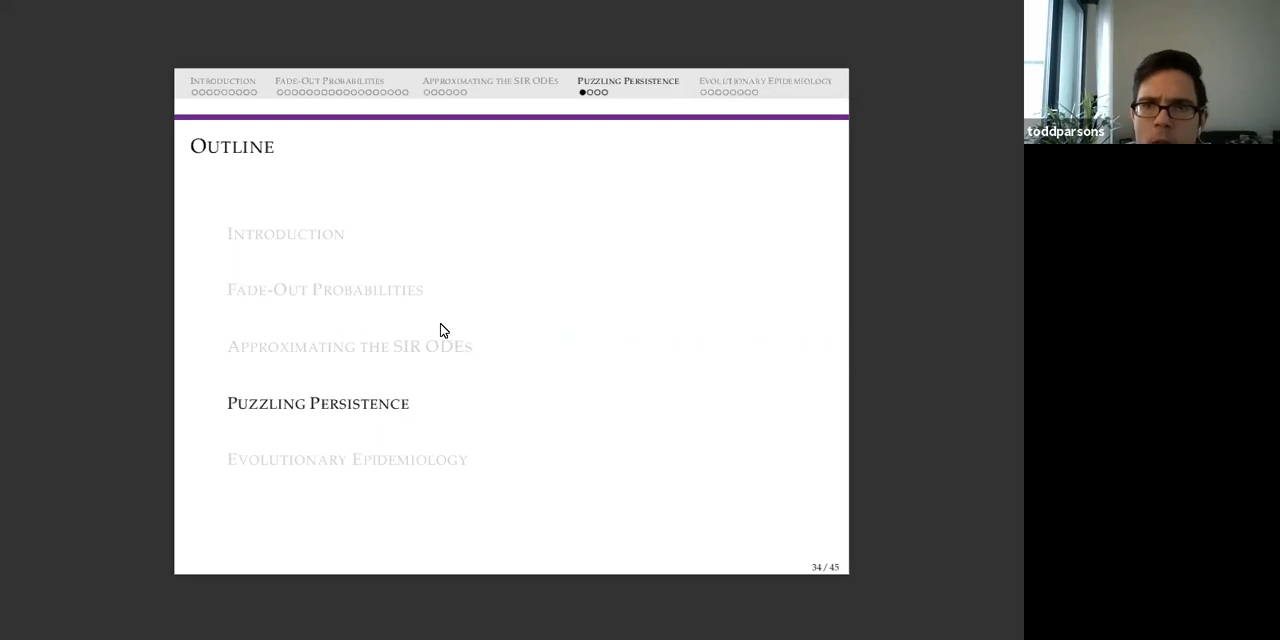 INTRODUCTION FADE-OUT PROBABILITIES APPROXIMATING THE SIR ODES PUZZLING PERSISTENCE EVOLUTIONARY EPIDEMIOLOGY
OUTLINE
INTRODUCTION
FADE-OUT PROBABILITIES
APPROXIMATING THE SIR ODES
PUZZLING PERSISTENCE
EVOLUTIONARY EPIDEMIOLOGY
34 / 45
toddparsons